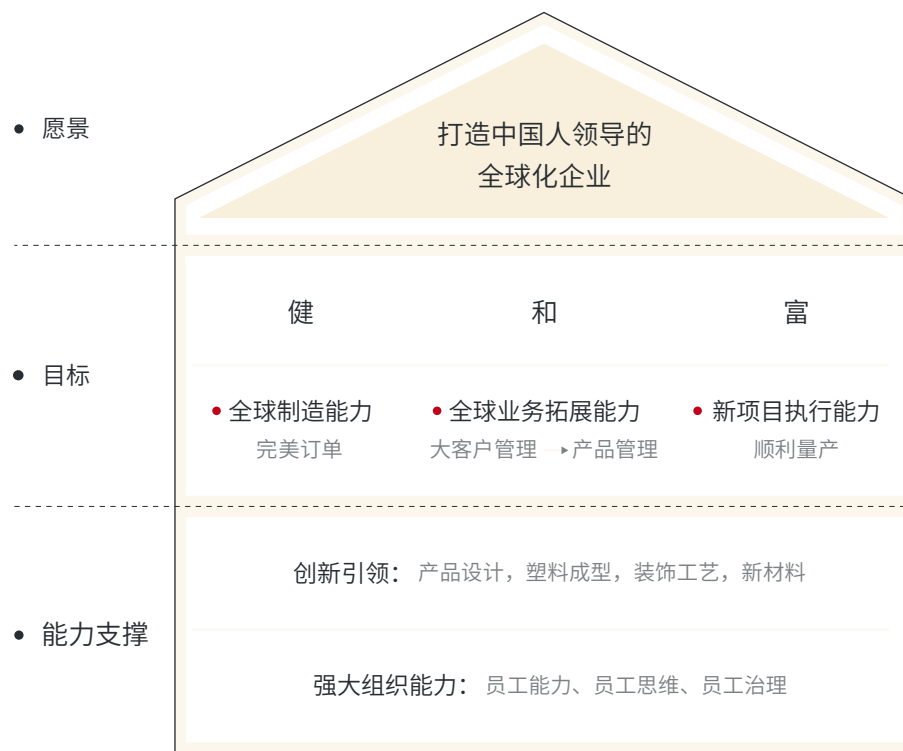 愿景
打造中国人领导的
全球化企业
目标
健 和 富
全球制造能力 全球业务拓展能力 新项目执行能力
完美订单 大客户管理 产品管理 顺利量产
能力支撑
创新引领：产品设计，塑料成型，装饰工艺，新材料
强大组织能力：员工能力、员工思维、员工治理